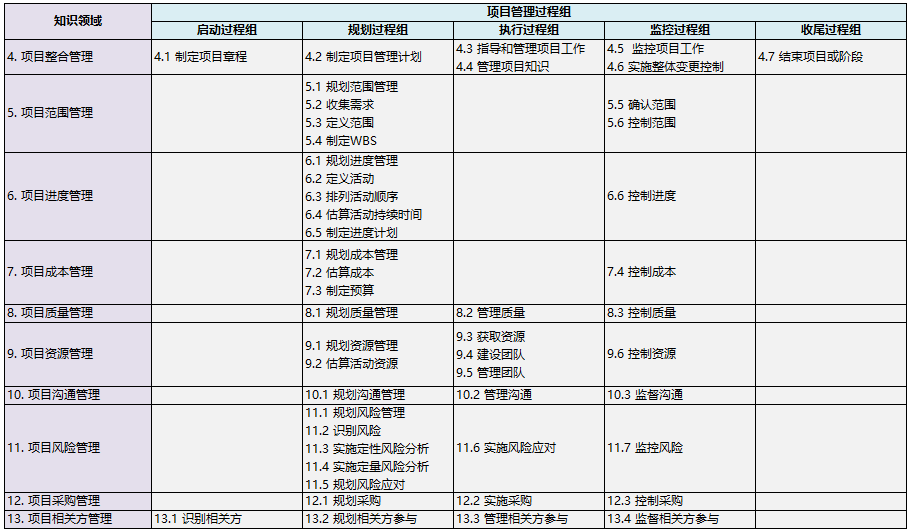 知识领域
项目管理过程组
启动过程组 规划过程组 执行过程组 监控过程组 收尾过程组
4. 项目整合管理
4.1 制定项目章程
4.2 制定项目管理计划
4.3 指导和管理项目工作
4.4 管理项目知识
4.5 监控项目工作
4.6 实施整体变更控制
4.7 结束项目或阶段
5. 项目范围管理
5.1 规划范围管理
5.2 收集需求
5.3 定义范围
5.4 制定WBS
5.5 确认范围
5.6 控制范围
6. 项目进度管理
6.1 规划进度管理
6.2 定义活动
6.3 排列活动顺序
6.4 估算活动持续时间
6.5 制定进度计划
6.6 控制进度
7. 项目成本管理
7.1 规划成本管理
7.2 估算成本
7.3 制定预算
7.4 控制成本
8. 项目质量管理
8.1 规划质量管理
8.2 管理质量
8.3 控制质量
9. 项目资源管理
9.1 规划资源管理
9.2 估算活动资源
9.3 获取资源
9.4 建设团队
9.5 管理团队
9.6 控制资源
10. 项目沟通管理
10.1 规划沟通管理
10.2 管理沟通
10.3 监督沟通
11. 项目风险管理
11.1 规划风险管理
11.2 识别风险
11.3 实施定性风险分析
11.4 实施定量风险分析
11.5 规划风险应对
11.6 实施风险应对
11.7 监控风险
12. 项目采购管理
12.1 规划采购
12.2 实施采购
12.3 控制采购
13. 项目相关方管理
13.1 识别相关方
13.2 规划相关方参与
13.3 管理相关方参与
13.4 监督相关方参与